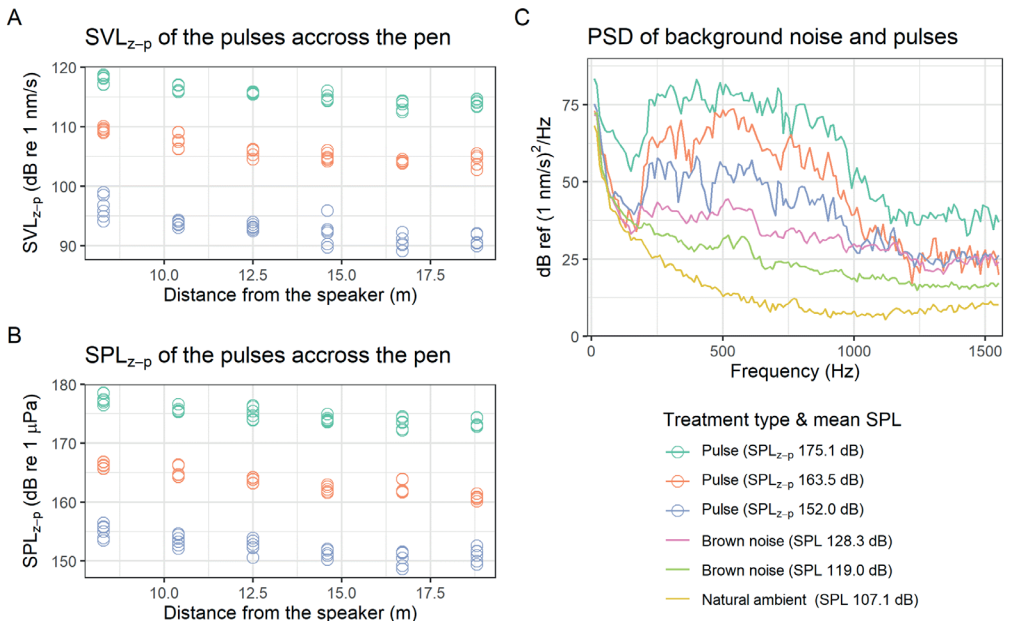 A
SVLz–p of the pulses accross the pen
120
110
100
90
SVLz–p (dB re 1 nm/s)
10.0 12.5 15.0 17.5
Distance from the speaker (m)
B
SPLz–p of the pulses accross the pen
180
170
160
150
SPLz–p (dB re 1 μPa)
10.0 12.5 15.0 17.5
Distance from the speaker (m)
C
PSD of background noise and pulses
75
50
25
0
dB ref (1 nm/s)²/Hz
0 500 1000 1500
Frequency (Hz)
Treatment type & mean SPL
Pulse (SPLz–p 175.1 dB)
Pulse (SPLz–p 163.5 dB)
Pulse (SPLz–p 152.0 dB)
Brown noise (SPL 128.3 dB)
Brown noise (SPL 119.0 dB)
Natural ambient (SPL 107.1 dB)